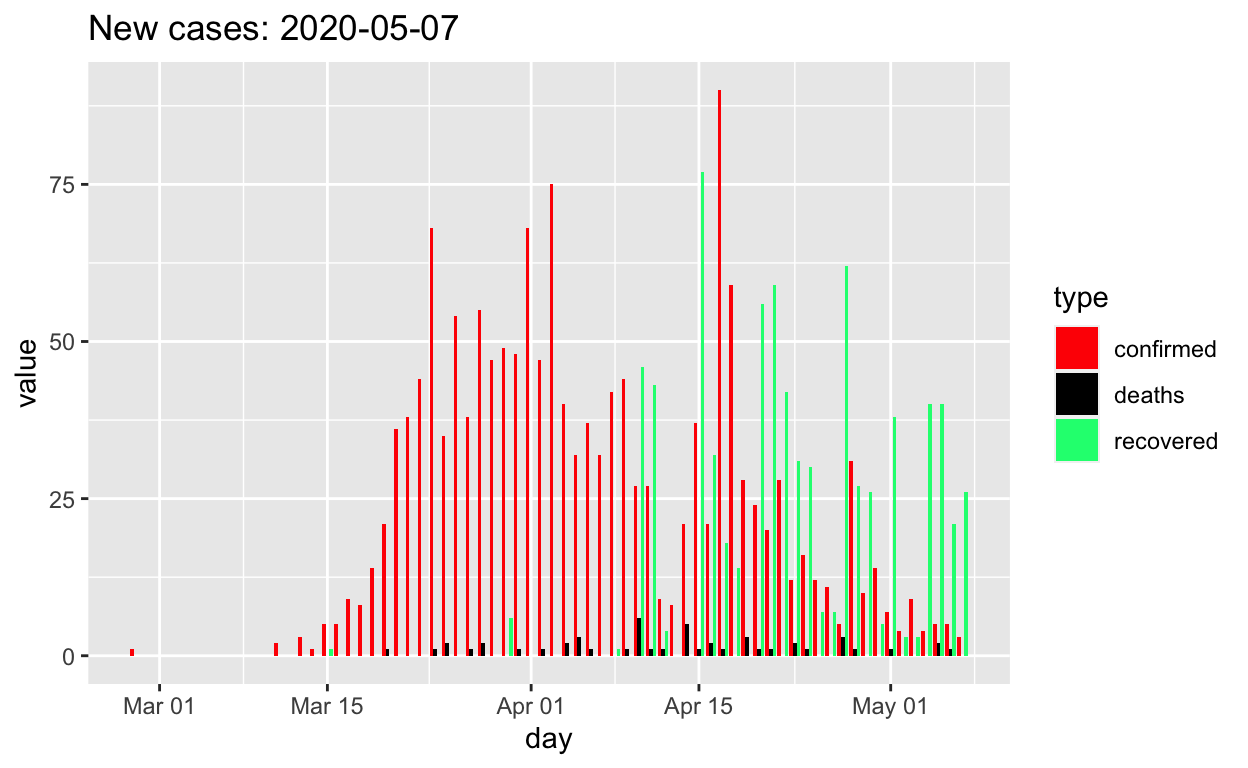 New cases: 2020-05-07
value
75
50
25
0
Mar 01
Mar 15
Apr 01
Apr 15
May 01
day
type
confirmed
deaths
recovered